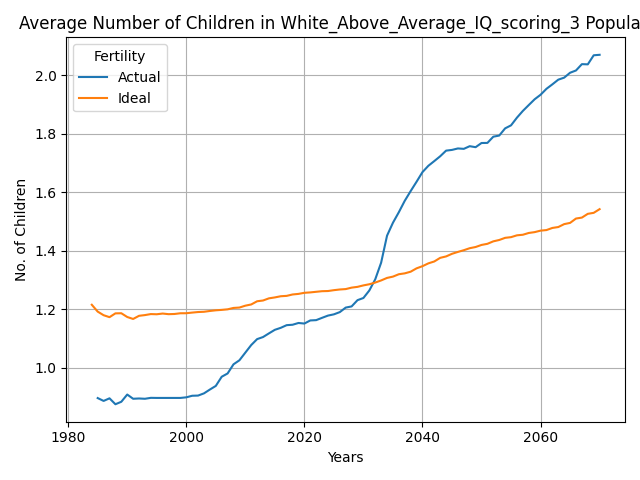 Average Number of Children in White_Above_Average_IQ_scoring_3 Popula
Fertility
Actual
Ideal
No. of Children
2.0
1.8
1.6
1.4
1.2
1.0
1980
2000
2020
2040
2060
Years